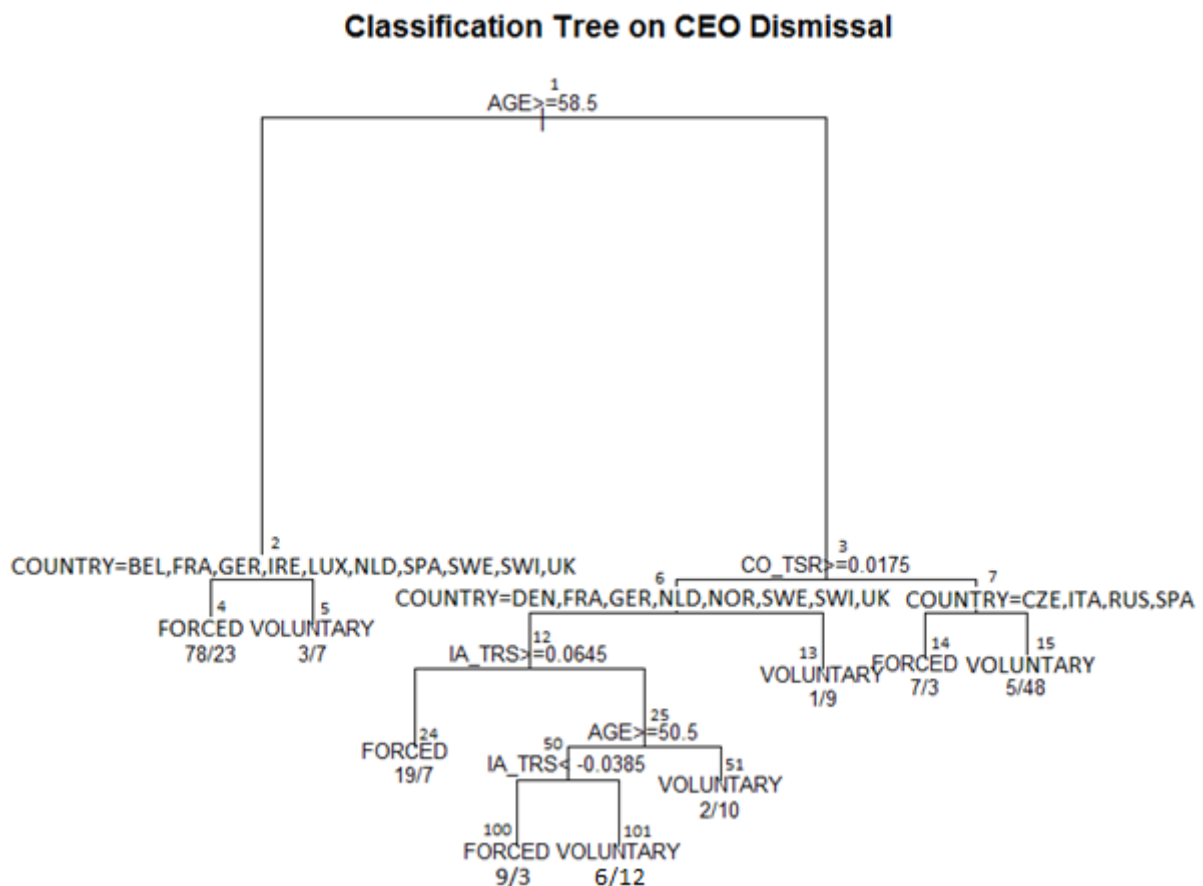 Classification Tree on CEO Dismissal
1
AGE>=58.5
2
COUNTRY=BEL,FRA,GER,IRE,LUX,NLD,SPA,SWE,SWI,UK
3
CO_TSR>=0.0175
4
FORCED
78/23
5
VOLUNTARY
3/7
6
COUNTRY=DEN,FRA,GER,NLD,NOR,SWE,SWI,UK
7
COUNTRY=CZE,ITA,RUS,SPA
12
IA_TRS>=0.0645
13
VOLUNTARY
1/9
14
FORCED
7/3
15
VOLUNTARY
5/48
24
FORCED
19/7
25
AGE>=50.5
50
IA_TRS< -0.0385
51
VOLUNTARY
2/10
100
FORCED
9/3
101
VOLUNTARY
6/12